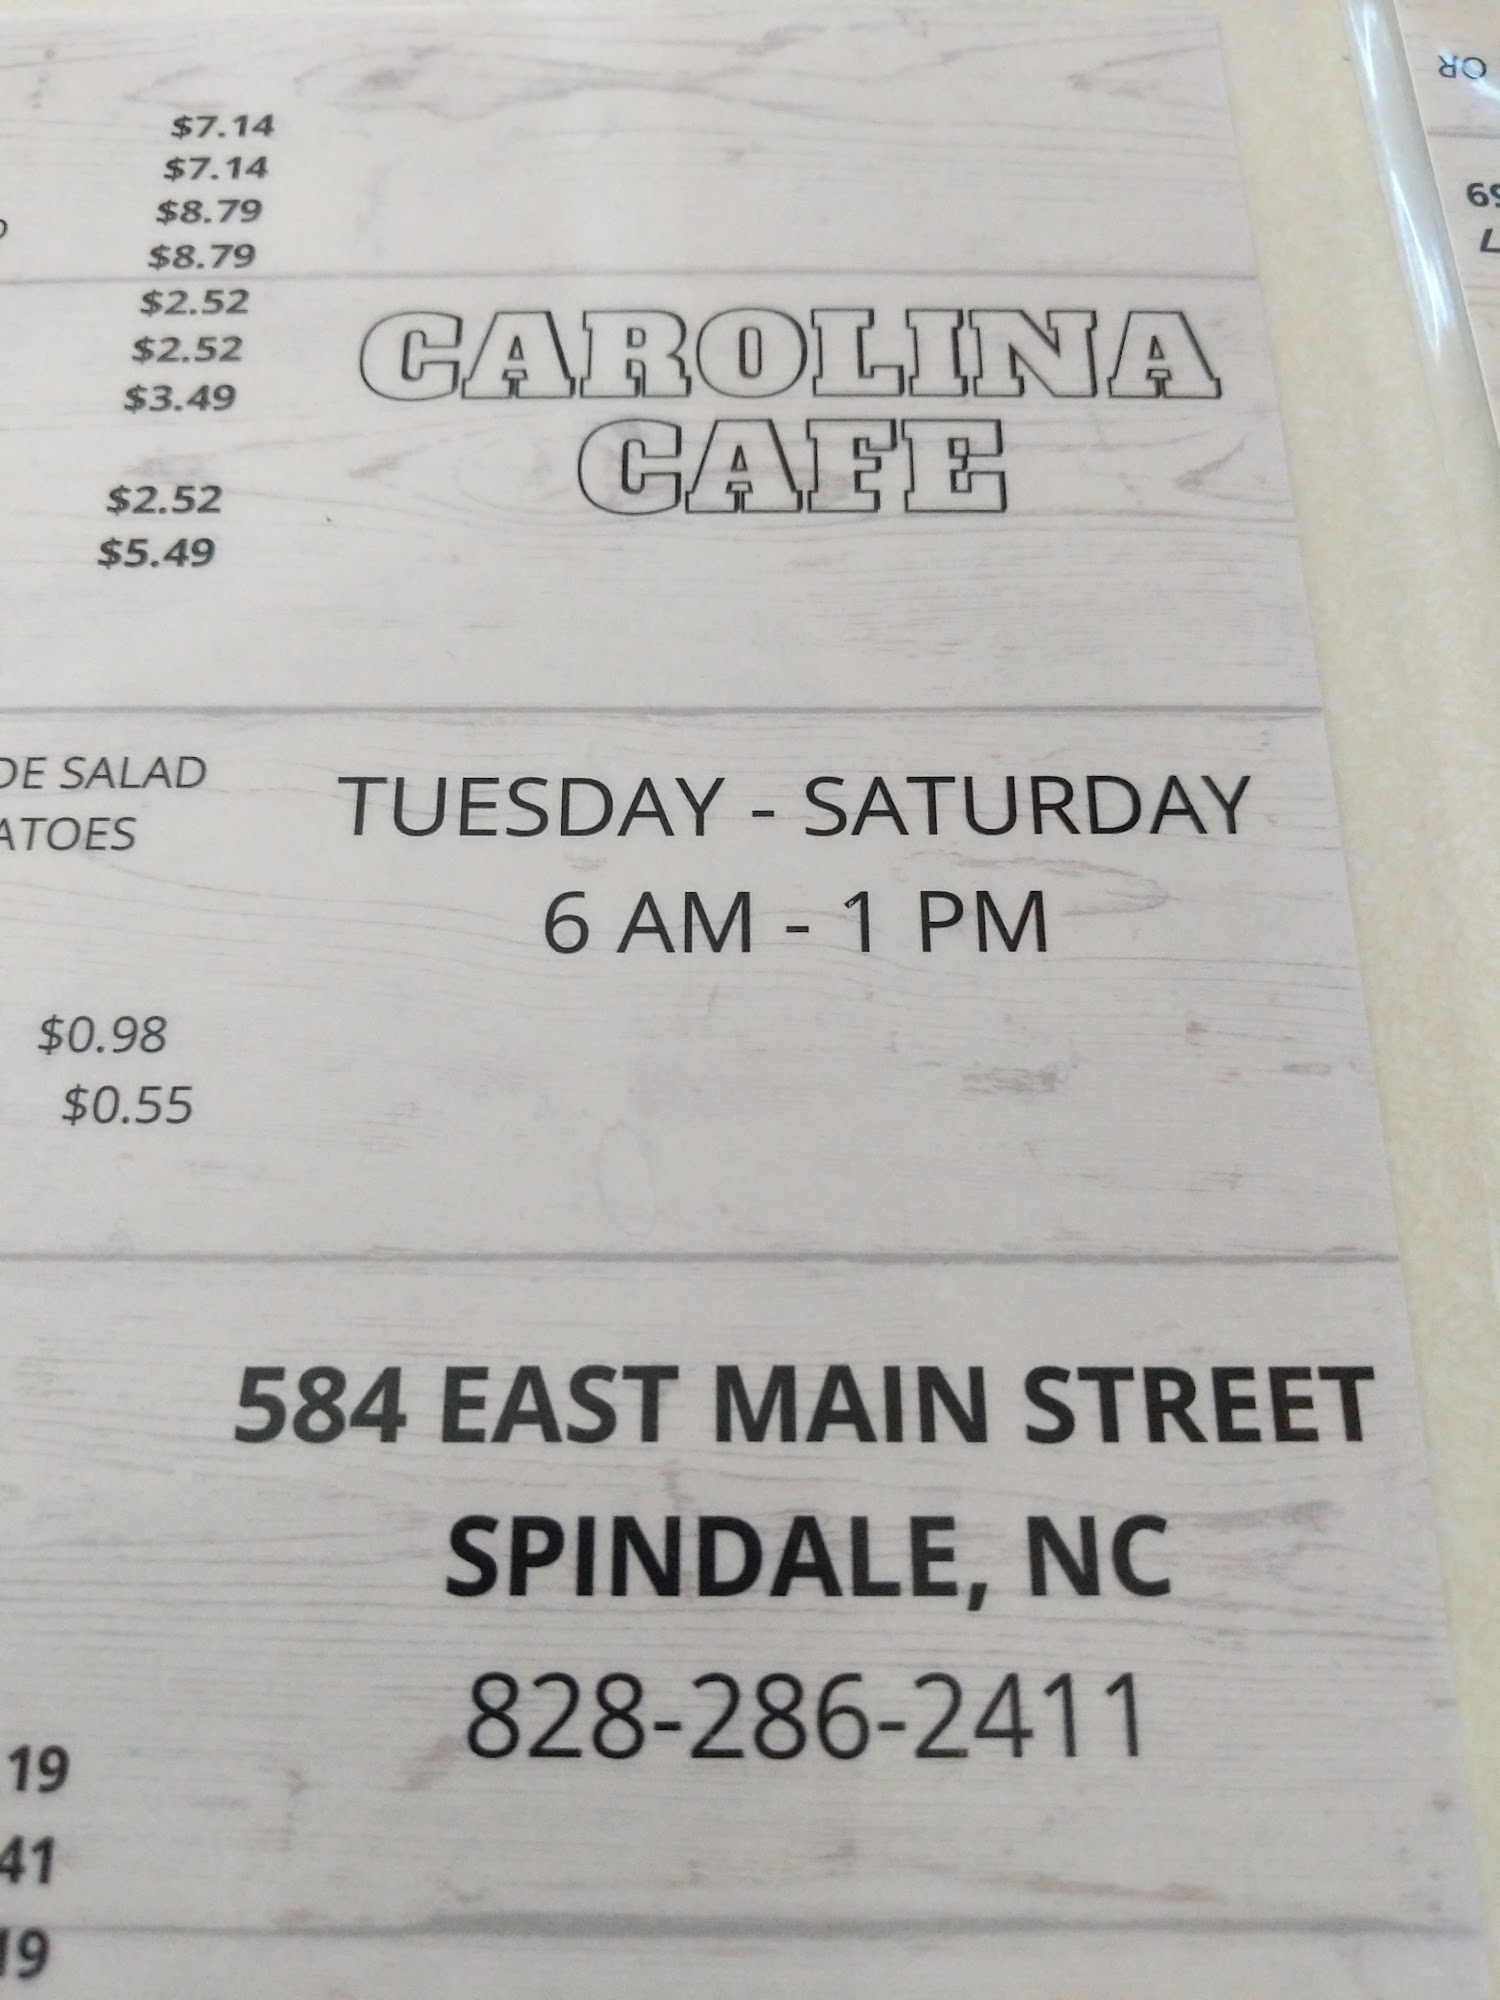 $7.14
$7.14
$8.79
$8.79
$2.52
$2.52
$3.49
$2.52
$5.49
CAROLINA
CAFE
DE SALAD
ATOES
TUESDAY - SATURDAY
6 AM - 1 PM
$0.98
$0.55
584 EAST MAIN STREET
SPINDALE, NC
828-286-2411
19
41
19
OR